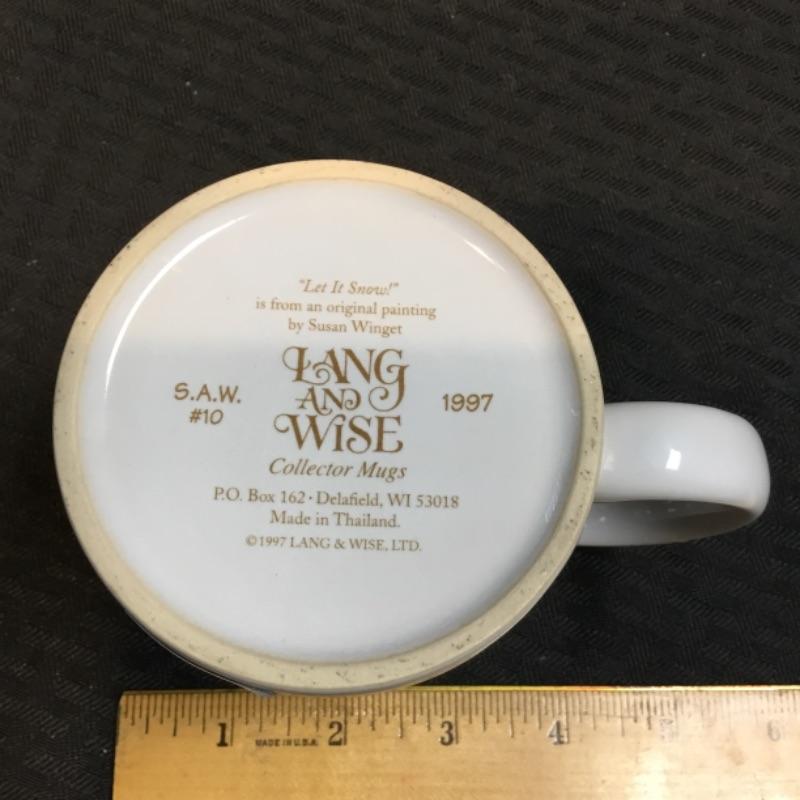 "Let It Snow!"
is from an original painting
by Susan Winget
LANG
AND
WISE
S.A.W.
#10
1997
Collector Mugs
P.O. Box 162 · Delafield, WI 53018
Made in Thailand.
©1997 LANG & WISE, LTD.
1 MADE IN U.S.A. 2 3 4 5 6